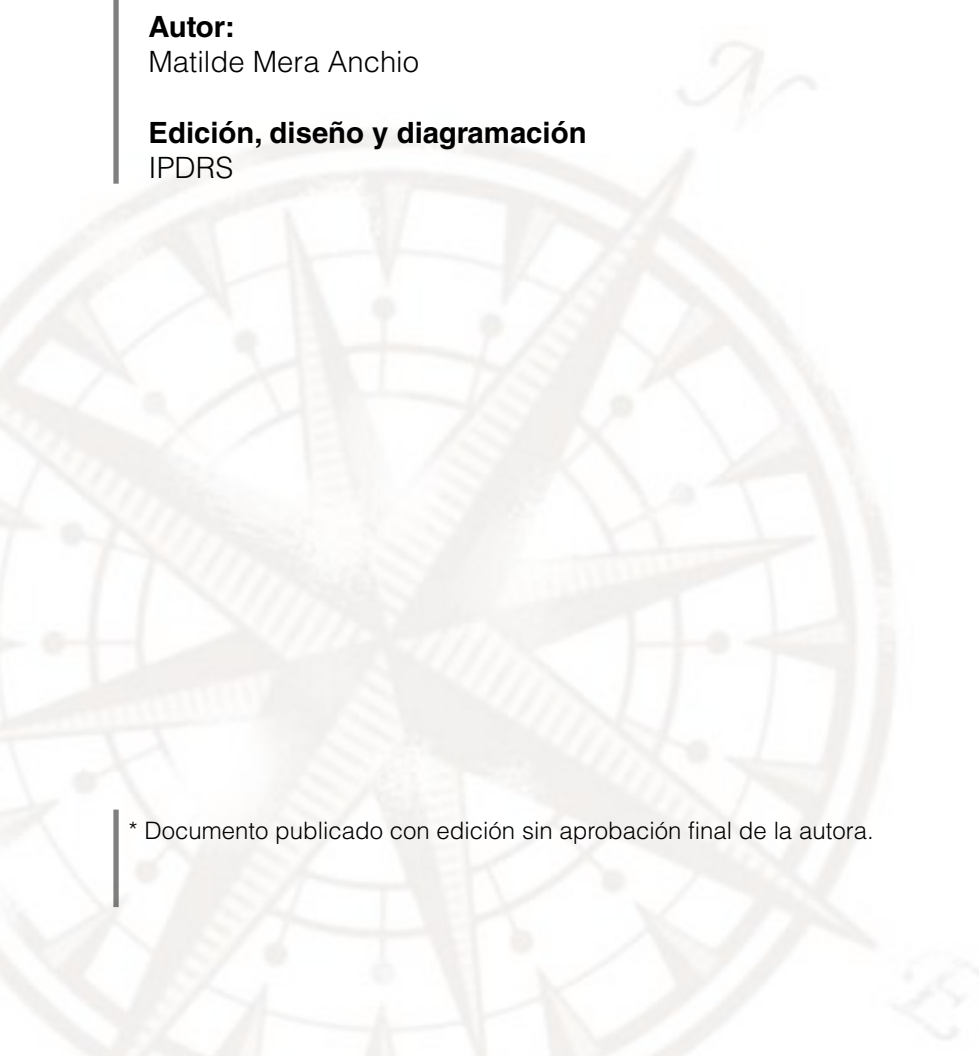 Autor:
Matilde Mera Anchio
Edición, diseño y diagramación
IPDRS
* Documento publicado con edición sin aprobación final de la autora.
N
E